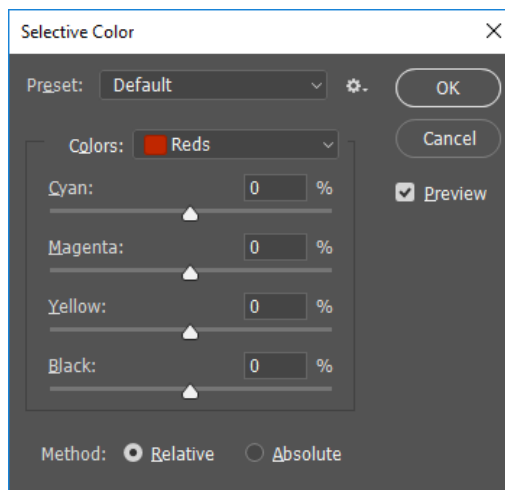 Selective Color
Preset: Default
OK
Colors: Reds
Cancel
Cyan: 0 %
Preview
Magenta: 0 %
Yellow: 0 %
Black: 0 %
Method: Relative Absolute